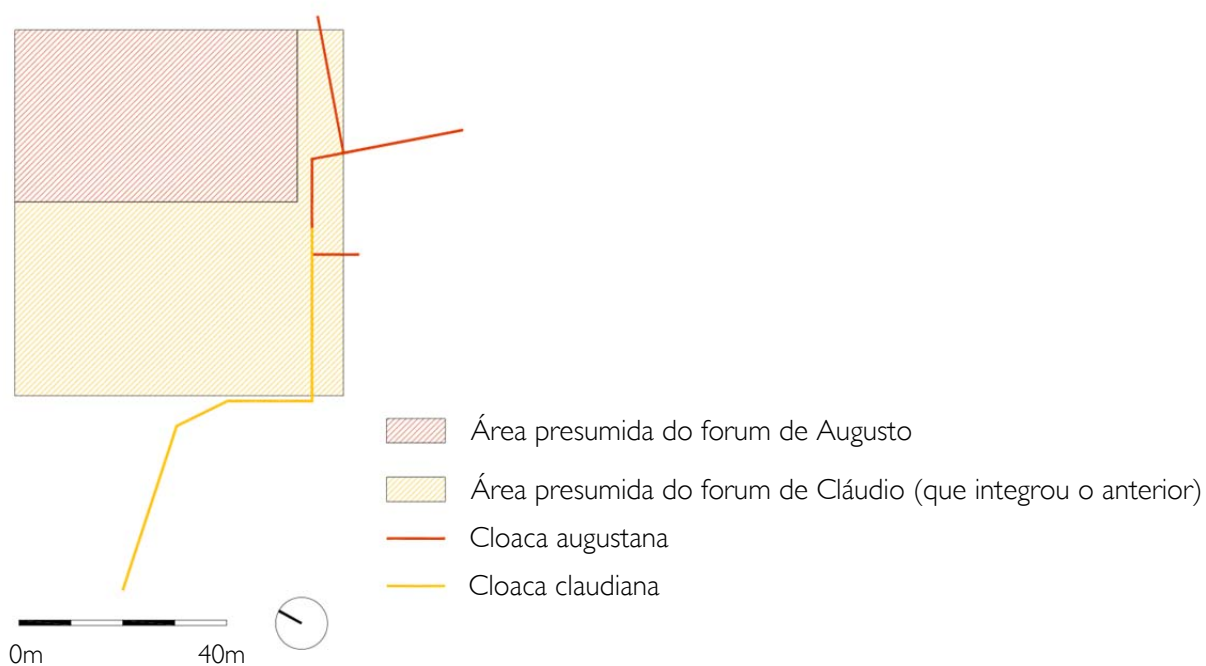 Área presumida do forum de Augusto
Área presumida do forum de Cláudio (que integrou o anterior)
Cloaca augustana
Cloaca claudiana
0m 40m